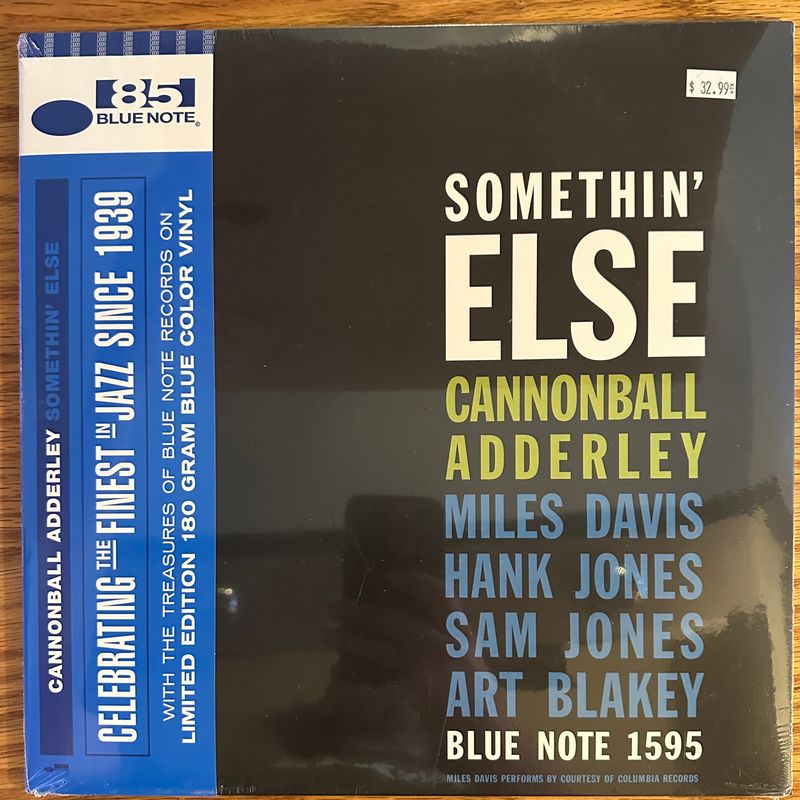 85
BLUE NOTE®
CANNONBALL ADDERLEY SOMETHIN' ELSE
CELEBRATING THE FINEST IN JAZZ SINCE 1939
WITH THE TREASURES OF BLUE NOTE RECORDS ON
LIMITED EDITION 180 GRAM BLUE COLOR VINYL
$ 32.99
SOMETHIN'
ELSE
CANNONBALL
ADDERLEY
MILES DAVIS
HANK JONES
SAM JONES
ART BLAKEY
BLUE NOTE 1595
MILES DAVIS PERFORMS BY COURTESY OF COLUMBIA RECORDS